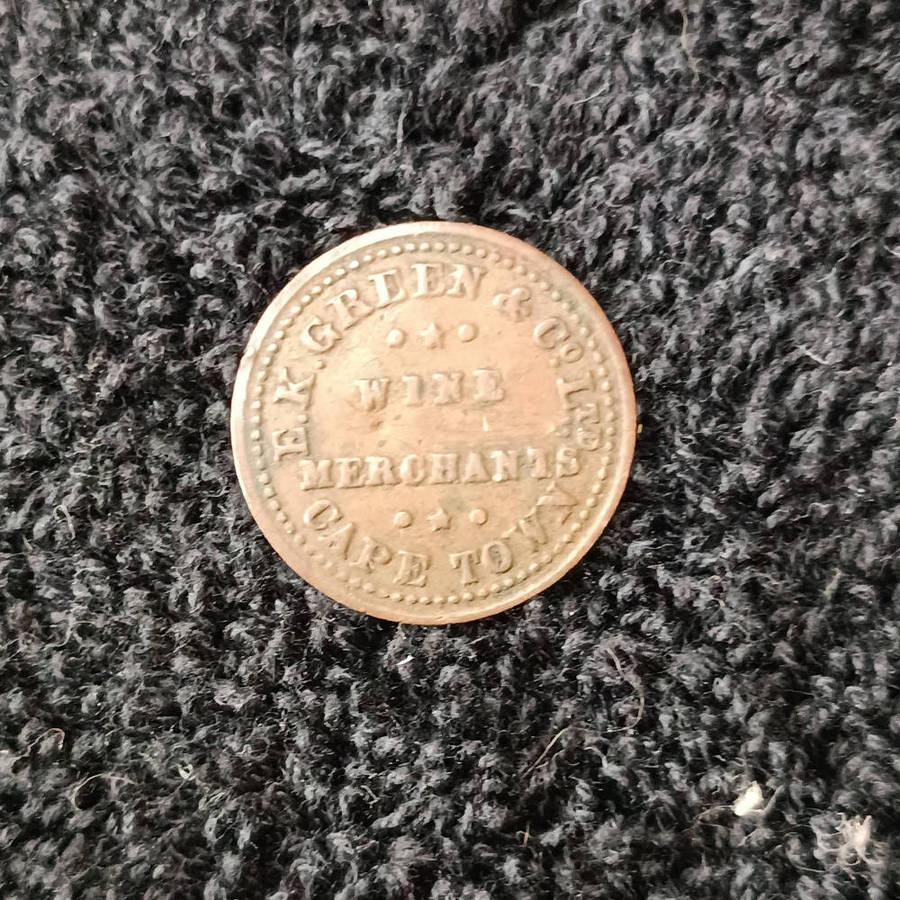 E.K. GREEN & Co. LTD.
WINE
MERCHANTS
CAPE TOWN